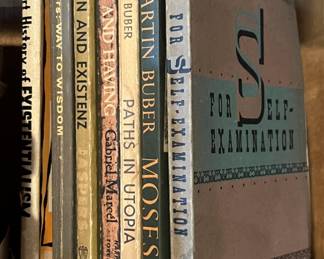 History of EXISTENTIALISM
WAY TO WISDOM
AND EXISTENZ
AND HAVING
Gabriel Marcel
BUBER
PATHS IN UTOPIA
MARTIN BUBER MOSES
FOR SELF-EXAMINATION
FOR SELF-
EXAMINATION